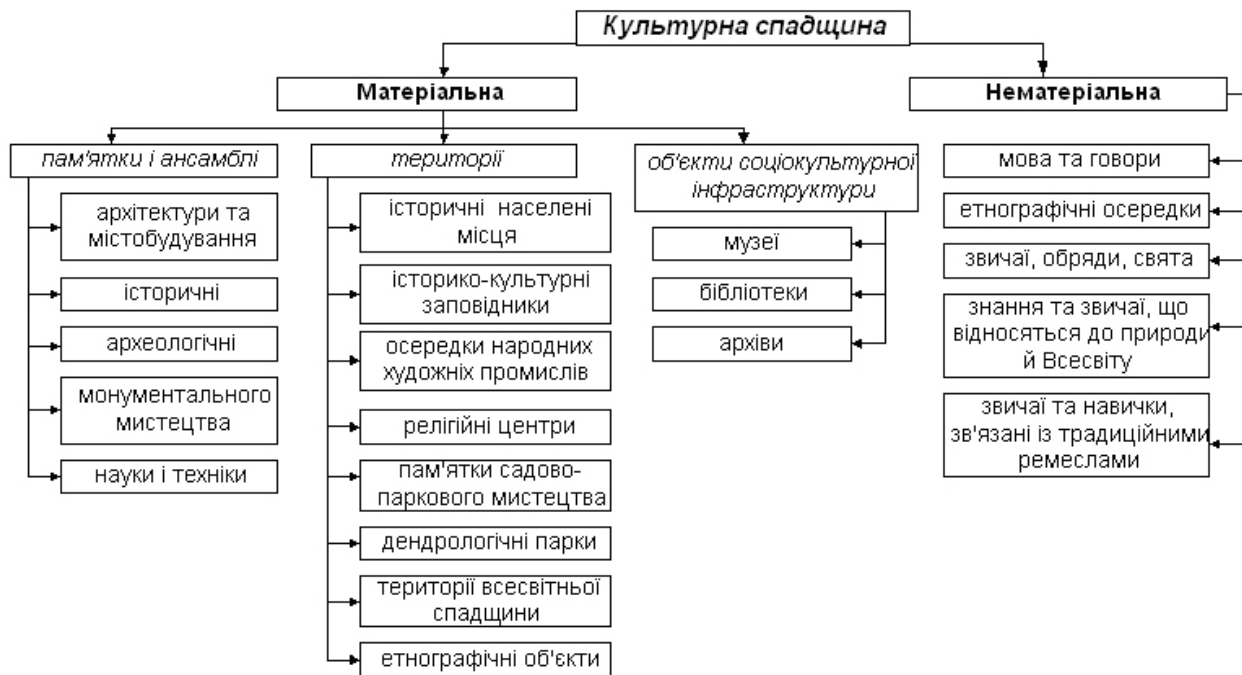 Культурна спадщина
Матеріальна
Нематеріальна
пам'ятки і ансамблі
архітектури та
містобудування
історичні
археологічні
монументального
мистецтва
науки і техніки
території
історичні населені
місця
історико-культурні
заповідники
осередки народних
художніх промислів
релігійні центри
пам'ятки садово-
паркового мистецтва
дендрологічні парки
території всесвітньої
спадщини
етнографічні об'єкти
об'єкти соціокультурної
інфраструктури
музеї
бібліотеки
архіви
мова та говори
етнографічні осередки
звичаї, обряди, свята
знання та звичаї, що
відносяться до природи
й Всесвіту
звичаї та навички,
зв'язані із традиційними
ремеслами